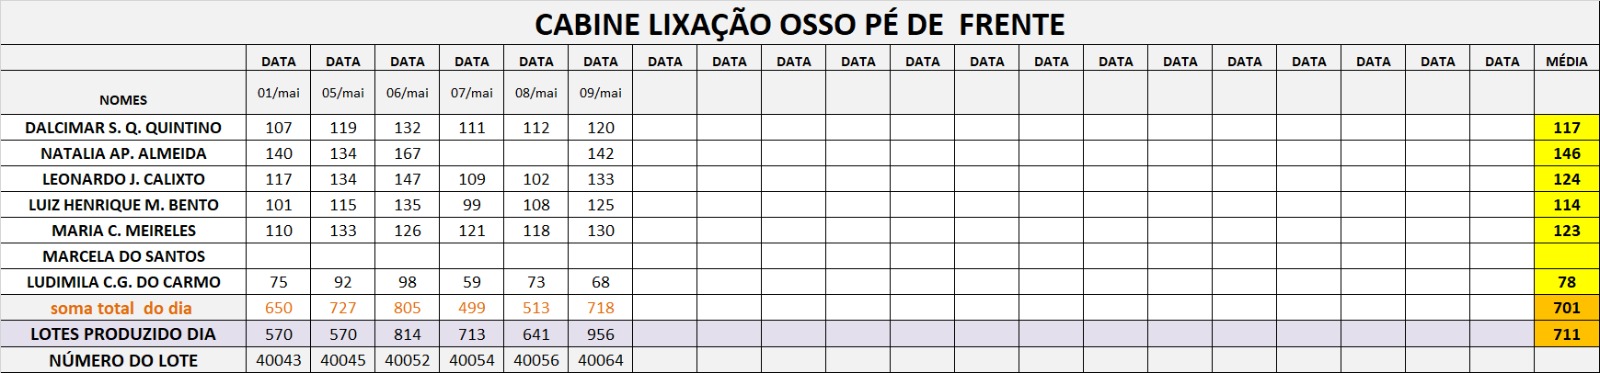 CABINE LIXAÇÃO OSSO PÉ DE  FRENTE
DATA DATA DATA DATA DATA DATA DATA DATA DATA DATA DATA DATA DATA DATA DATA DATA DATA DATA DATA DATA MÉDIA
NOMES 01/mai 05/mai 06/mai 07/mai 08/mai 09/mai
DALCIMAR S. Q. QUINTINO 107 119 132 111 112 120 117
NATALIA AP. ALMEIDA 140 134 167 142 146
LEONARDO J. CALIXTO 117 134 147 109 102 133 124
LUIZ HENRIQUE M. BENTO 101 115 135 99 108 125 114
MARIA C. MEIRELES 110 133 126 121 118 130 123
MARCELA DO SANTOS
LUDIMILA C.G. DO CARMO 75 92 98 59 73 68 78
soma total  do dia 650 727 805 499 513 718 701
LOTES PRODUZIDO DIA 570 570 814 713 641 956 711
NÚMERO DO LOTE 40043 40045 40052 40054 40056 40064